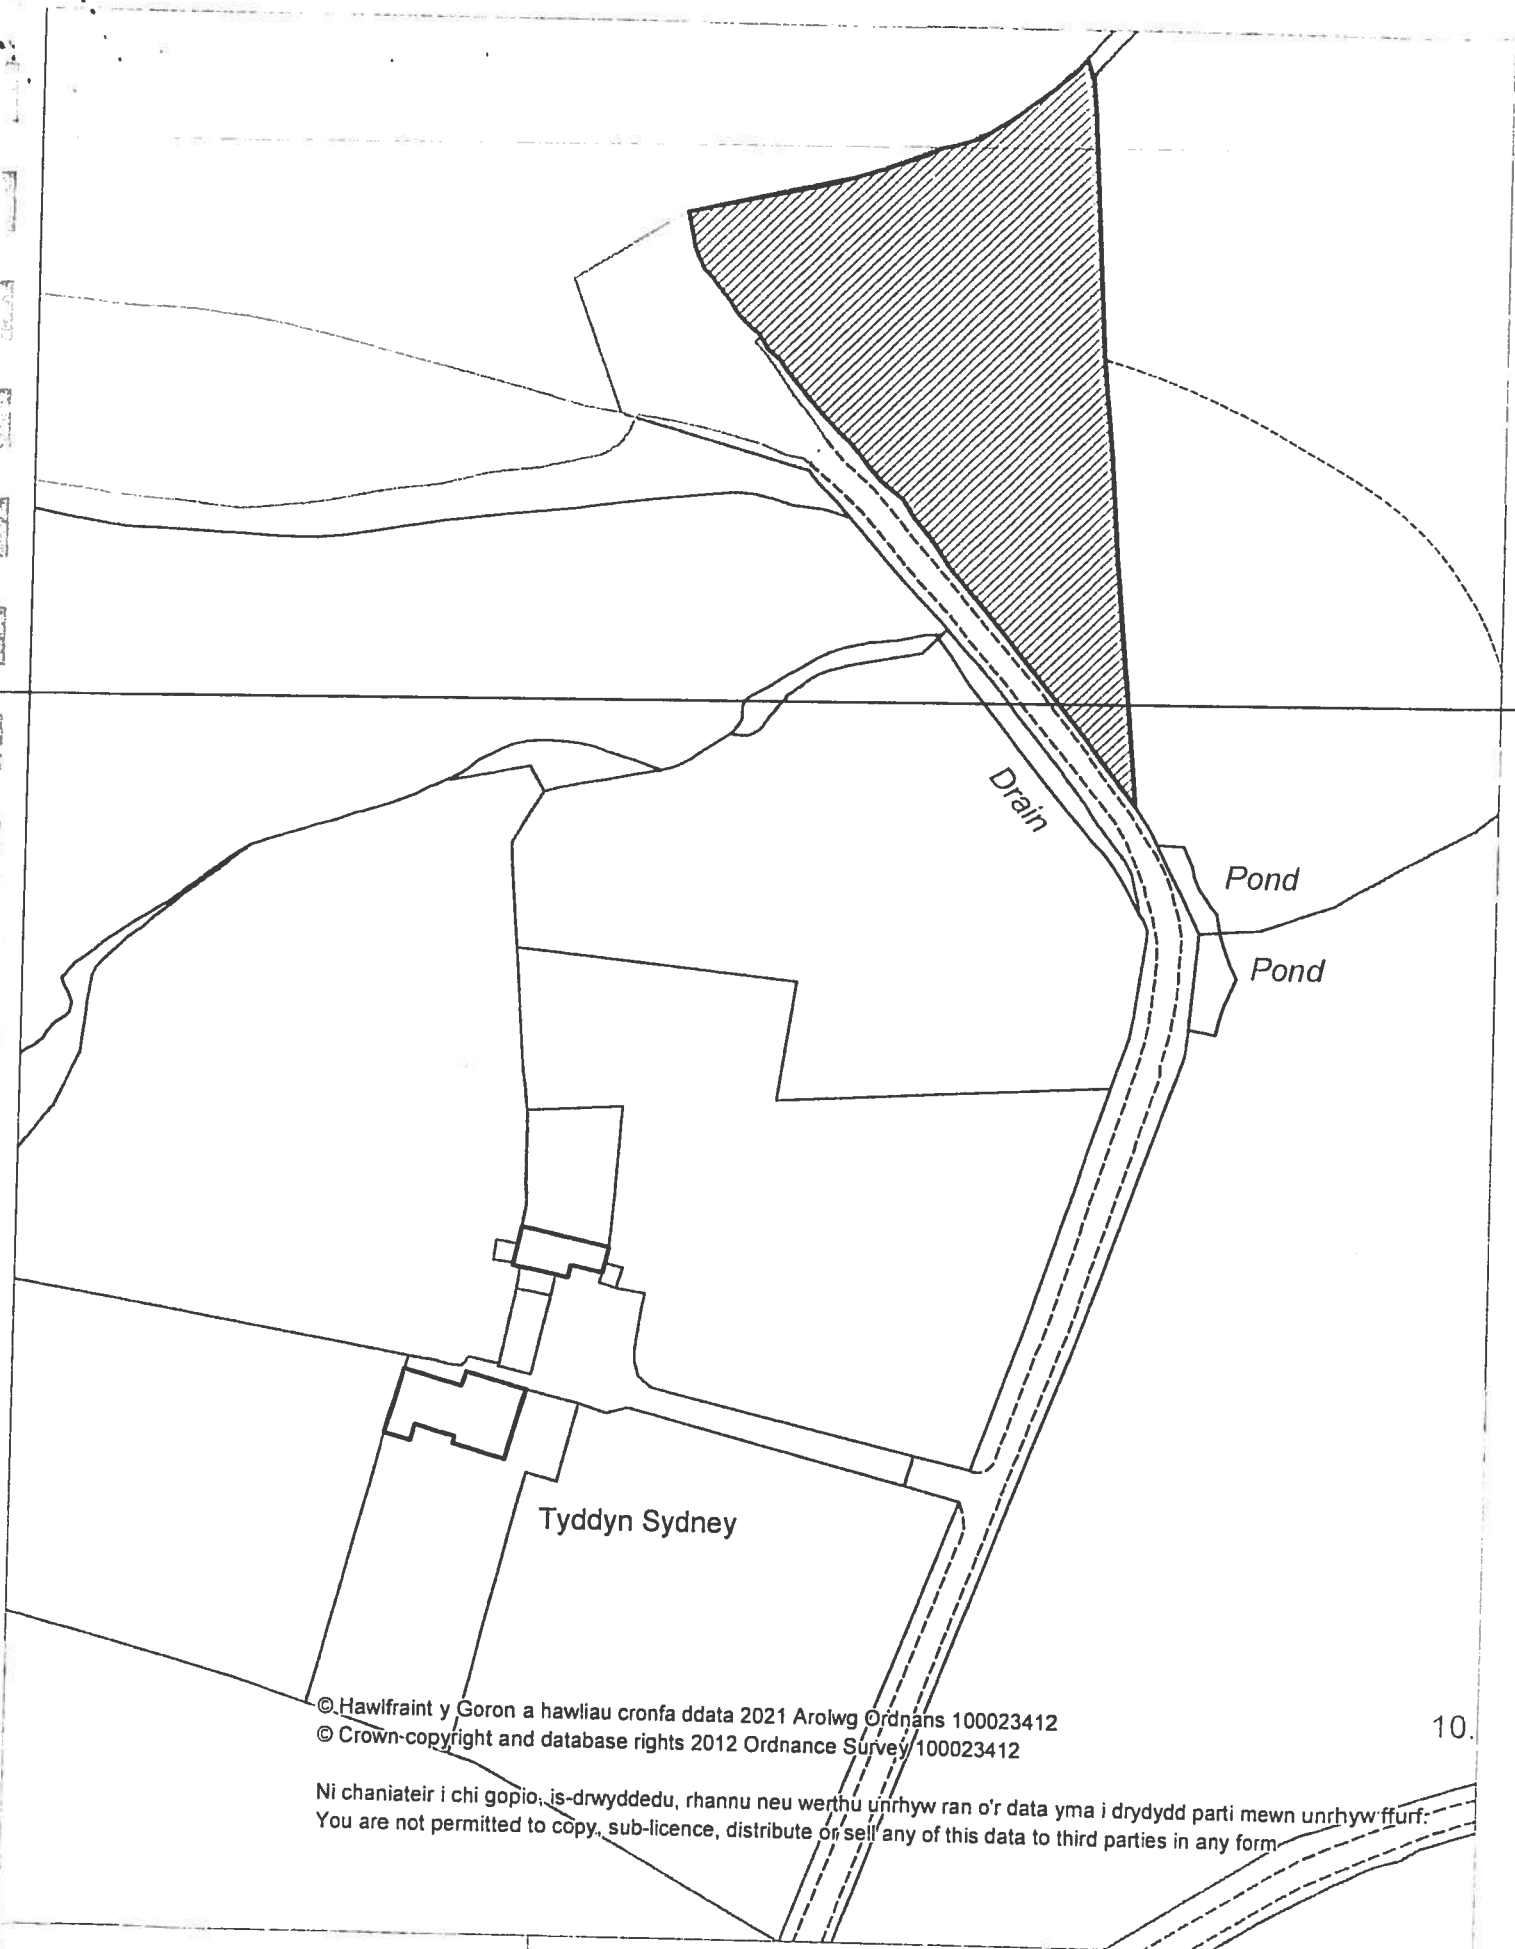 Drain
Pond
Pond
Tyddyn Sydney
© Hawlfraint y Goron a hawliau cronfa ddata 2021 Arolwg Ordnans 100023412
© Crown copyright and database rights 2012 Ordnance Survey 100023412
10.
Ni chaniateir i chi gopio, is-drwyddedu, rhannu neu werthu unrhyw ran o'r data yma i drydydd parti mewn unrhyw ffurf.
You are not permitted to copy, sub-licence, distribute or sell any of this data to third parties in any form